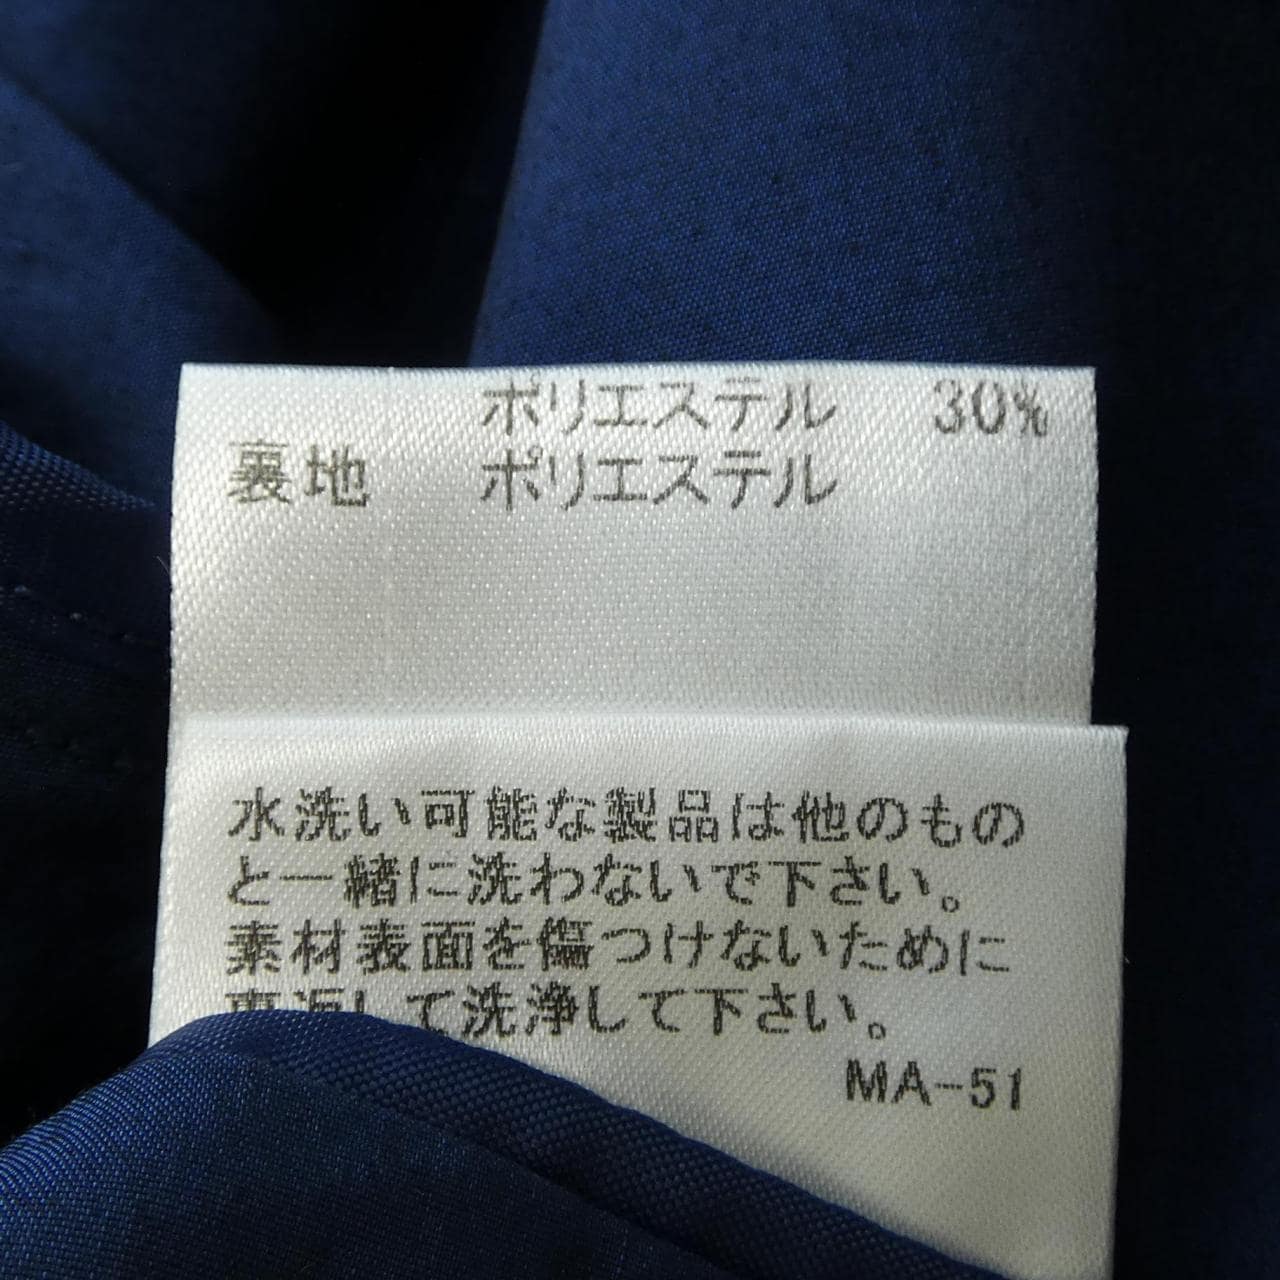 ポリエステル 30%
裏地 ポリエステル
水洗い可能な製品は他のもの
と一緒に洗わないで下さい。
素材表面を傷つけないために
裏返して洗浄して下さい。
MA-51